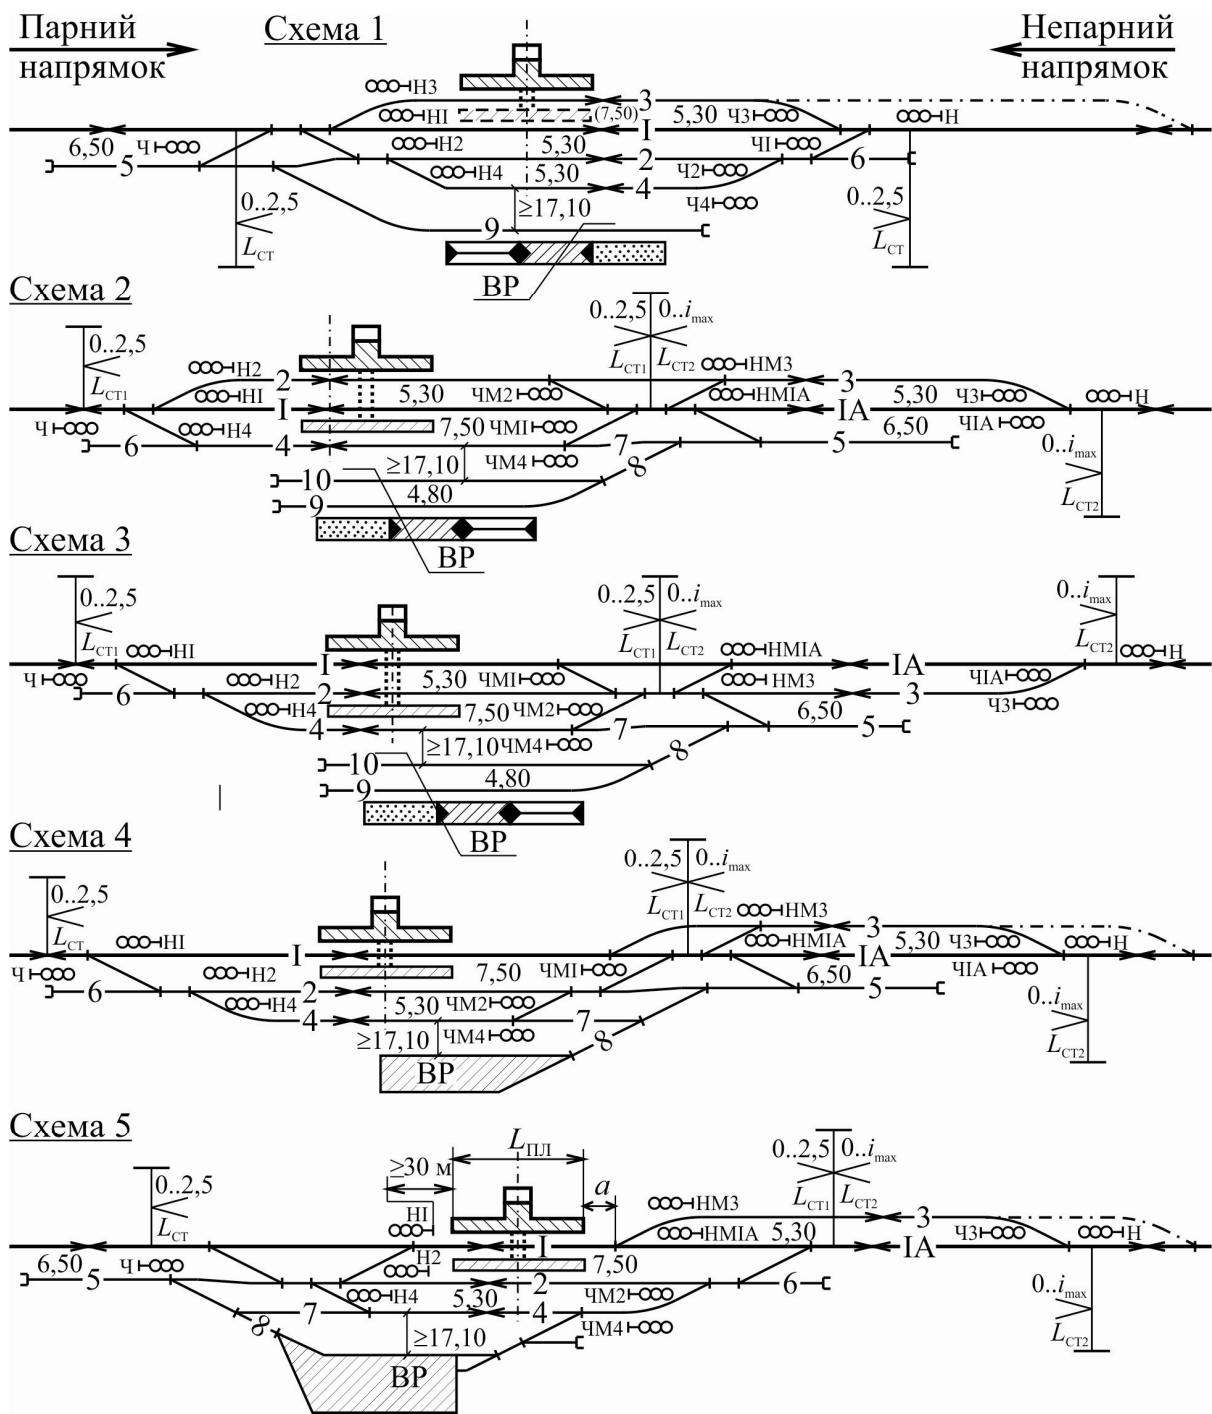 Парний
напрямок
Схема 1
Непарний
напрямок
Н3
НІ
3
(7,50)
5,30
Ч3
Н
І
6,50
Ч
Н2
5,30
ЧІ
5
2
6
Н4
5,30
Ч2
4
0..2,5
≥17,10
Ч4
0..2,5
LСТ
9
LСТ
ВР
Схема 2
0..2,5
0..imax
0..2,5
LСТ1
LСТ2
НМ3
LСТ1
Н2
2
3
НІ
5,30
ЧМ2
НМІА
5,30
Ч3
Н
І
ІА
Ч
Н4
7,50
ЧМІ
6,50
ЧІА
6
4
7
5
≥17,10
ЧМ4
8
0..imax
10
4,80
LСТ2
9
ВР
Схема 3
0..2,5
0..2,5
0..imax
0..imax
LСТ1
НІ
LСТ1
LСТ2
НМІА
LСТ2
Н
І
ІА
Ч
Н2
5,30
ЧМІ
НМ3
ЧІА
6
2
3
Н4
7,50
ЧМ2
6,50
Ч3
4
7
5
≥17,10
ЧМ4
8
10
4,80
9
ВР
Схема 4
0..2,5
0..imax
0..2,5
LСТ1
LСТ2
НМ3
LСТ
НІ
3
НМІА
5,30
Ч3
Н
І
ІА
Ч
Н2
7,50
ЧМІ
6,50
ЧІА
6
2
5
Н4
5,30
ЧМ2
0..imax
4
7
≥17,10
ЧМ4
8
LСТ2
ВР
Схема 5
LПЛ
0..2,5
0..imax
≥30 м
0..2,5
a
LСТ1
LСТ2
НМ3
LСТ
НІ
3
НМІА
5,30
Ч3
Н
І
ІА
6,50
Ч
Н2
7,50
5
2
6
Н4
5,30
ЧМ2
0..imax
7
4
8
≥17,10
ЧМ4
LСТ2
ВР